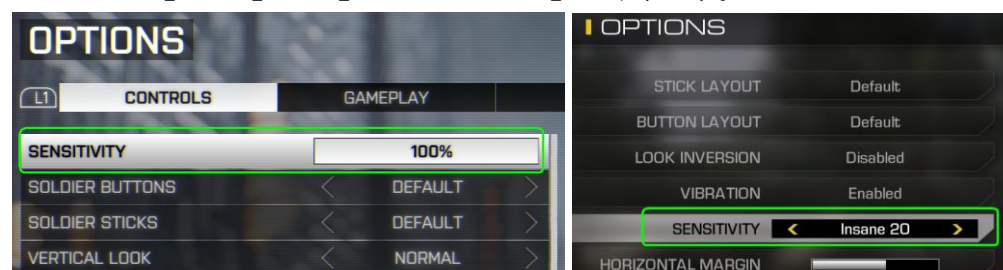 OPTIONS
L1 CONTROLS GAMEPLAY
SENSITIVITY 100%
SOLDIER BUTTONS < DEFAULT >
SOLDIER STICKS < DEFAULT >
VERTICAL LOOK < NORMAL >
OPTIONS
STICK LAYOUT Default
BUTTON LAYOUT Default
LOOK INVERSION Disabled
VIBRATION Enabled
SENSITIVITY < Insane 20 >
HORIZONTAL MARGIN